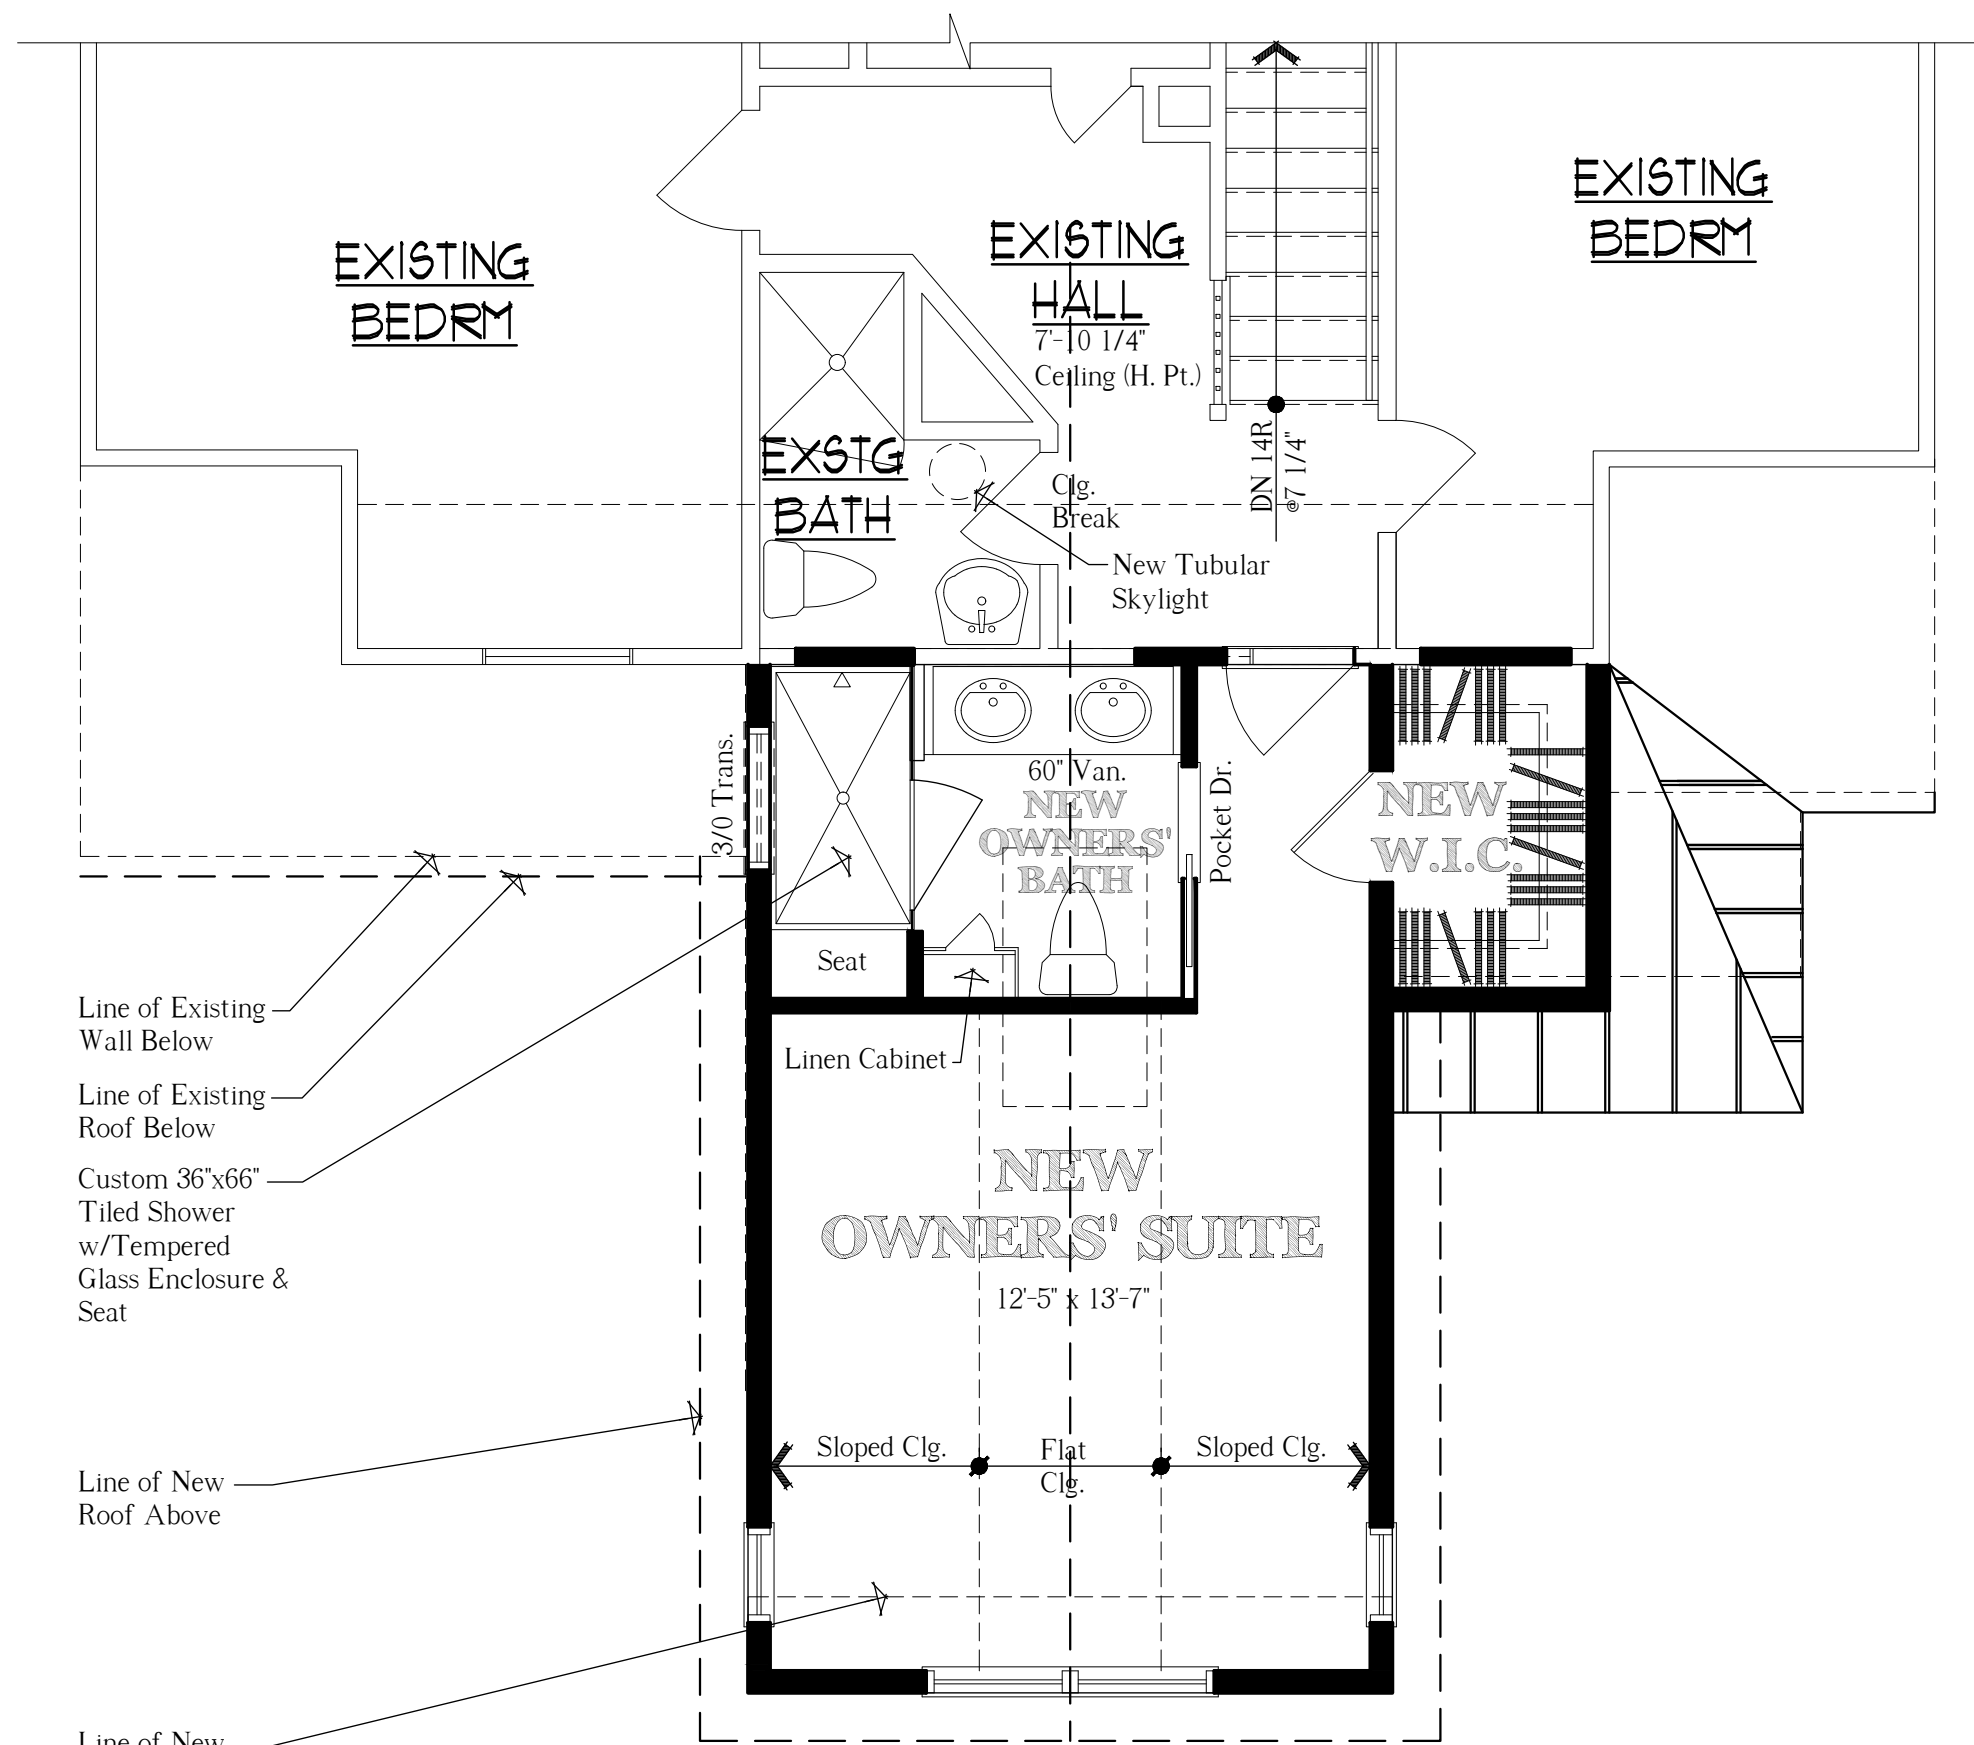 EXISTING
BEDRM
EXISTING
HALL
7'-10 1/4"
Ceiling (H. Pt.)
EXISTING
BEDRM
EXSTG
BATH
Clg.
Break
DN 14R
@7 1/4"
New Tubular
Skylight
3/0 Trans.
60" Van.
NEW
OWNERS'
BATH
Pocket Dr.
NEW
W.I.C.
Seat
Linen Cabinet
Line of Existing
Wall Below
Line of Existing
Roof Below
Custom 36"x66"
Tiled Shower
w/Tempered
Glass Enclosure &
Seat
NEW
OWNERS' SUITE
12'-5" x 13'-7"
Sloped Clg.
Flat
Clg.
Sloped Clg.
Line of New
Roof Above
Line of New